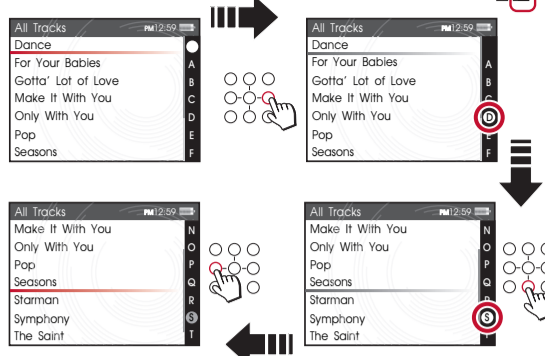 All Tracks PM12:59
Dance
For Your Babies A
Gotta' Lot of Love B
Make It With You C
Only With You D
Pop E
Seasons F
All Tracks PM12:59
Dance
For Your Babies A
Gotta' Lot of Love B
Make It With You C
Only With You D
Pop E
Seasons F
All Tracks PM12:59
Make It With You N
Only With You O
Pop P
Seasons Q
Starman R
Symphony S
The Saint T
All Tracks PM12:59
Make It With You N
Only With You O
Pop P
Seasons Q
Starman R
Symphony S
The Saint T